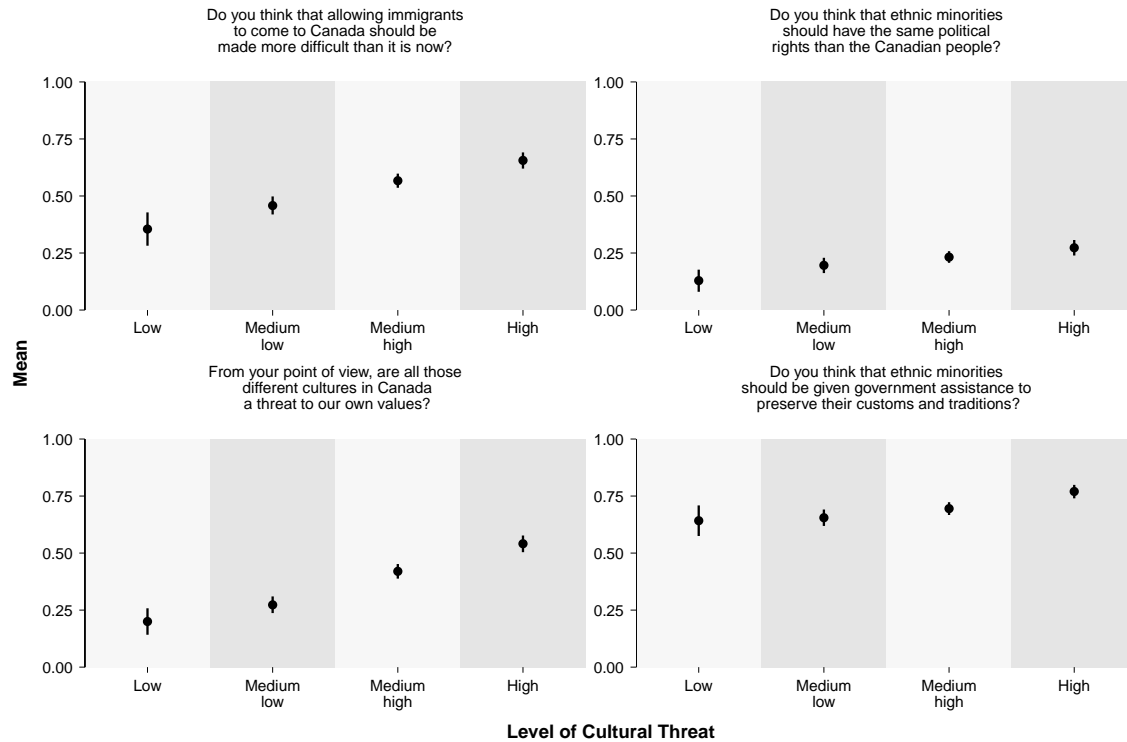 Do you think that allowing immigrants
to come to Canada should be
made more difficult than it is now?
1.00
0.75
0.50
0.25
0.00
Low
Medium
low
Medium
high
High
Do you think that ethnic minorities
should have the same political
rights than the Canadian people?
1.00
0.75
0.50
0.25
0.00
Low
Medium
low
Medium
high
High
Mean
From your point of view, are all those
different cultures in Canada
a threat to our own values?
1.00
0.75
0.50
0.25
0.00
Low
Medium
low
Medium
high
High
Do you think that ethnic minorities
should be given government assistance to
preserve their customs and traditions?
1.00
0.75
0.50
0.25
0.00
Low
Medium
low
Medium
high
High
Level of Cultural Threat